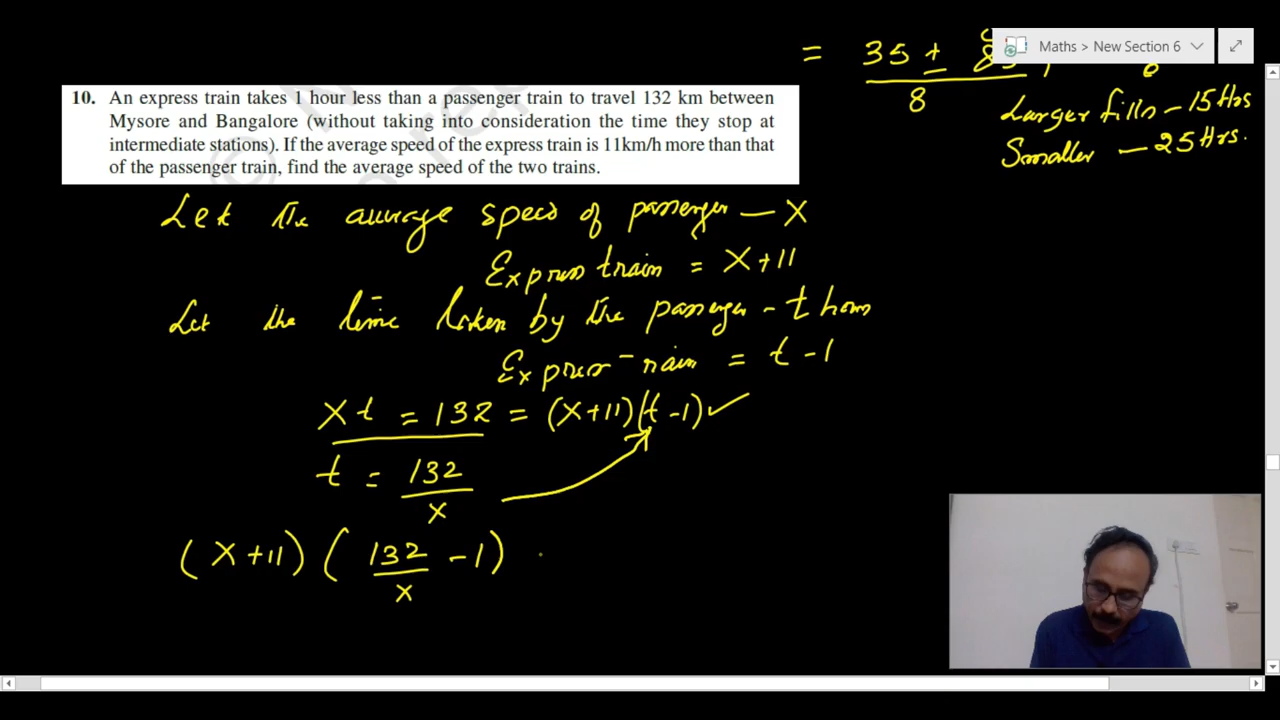 = 35 ±
8
Maths > New Section 6
Larger fills - 15 Hrs
Smaller - 25 Hrs.
10. An express train takes 1 hour less than a passenger train to travel 132 km between
Mysore and Bangalore (without taking into consideration the time they stop at
intermediate stations). If the average speed of the express train is 11km/h more than that
of the passenger train, find the average speed of the two trains.
Let the average speed of passenger - x
Express train = x+11
Let the time taken by the passenger - t hours
Express train = t-1
xt = 132 = (x+11)(t-1) ✓
t = 132/x
(x+11)(132/x -1)